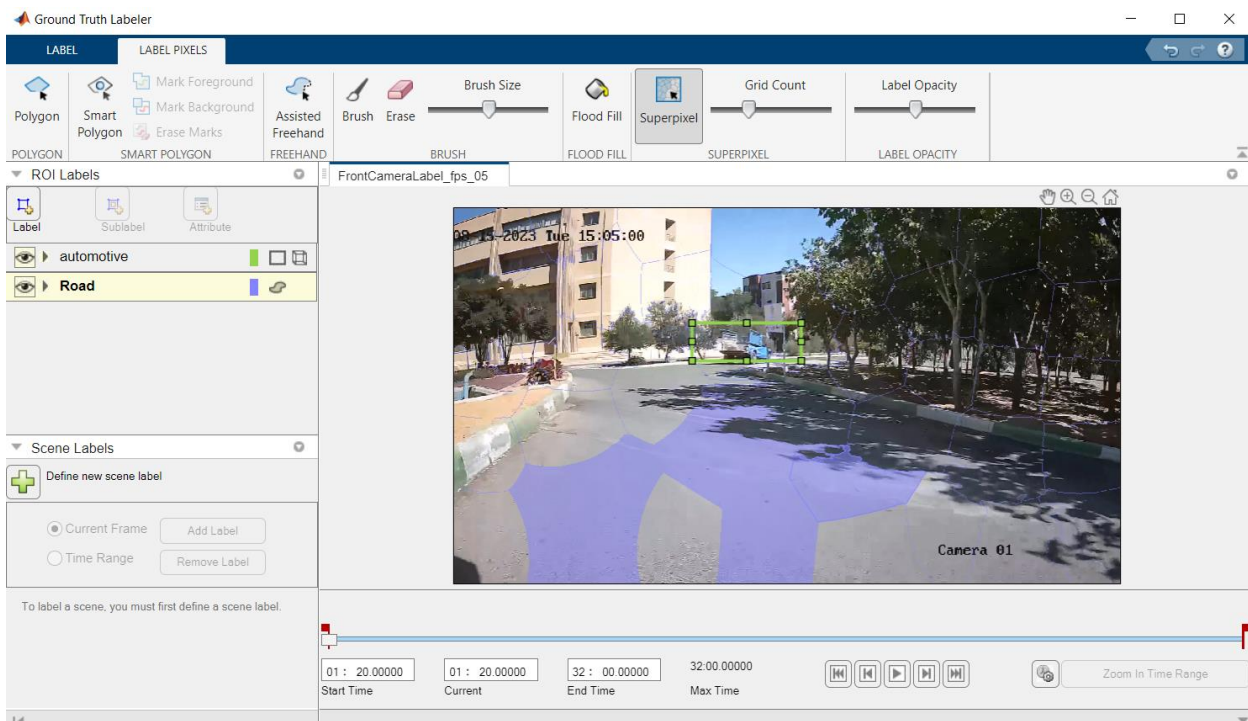 Ground Truth Labeler
LABEL
LABEL PIXELS
Polygon
Smart
Polygon
Mark Foreground
Mark Background
Erase Marks
Assisted
Freehand
Brush
Erase
Brush Size
Flood Fill
Superpixel
Grid Count
Label Opacity
POLYGON
SMART POLYGON
FREEHAND
BRUSH
FLOOD FILL
SUPERPIXEL
LABEL OPACITY
ROI Labels
FrontCameraLabel_fps_05
Label
Sublabel
Attribute
automotive
Road
08-15-2023 Tue 15:05:00
Camera 01
Scene Labels
Define new scene label
Current Frame
Add Label
Time Range
Remove Label
To label a scene, you must first define a scene label.
01 : 20.00000
01 : 20.00000
32 : 00.00000
32:00.00000
Start Time
Current
End Time
Max Time
Zoom In Time Range